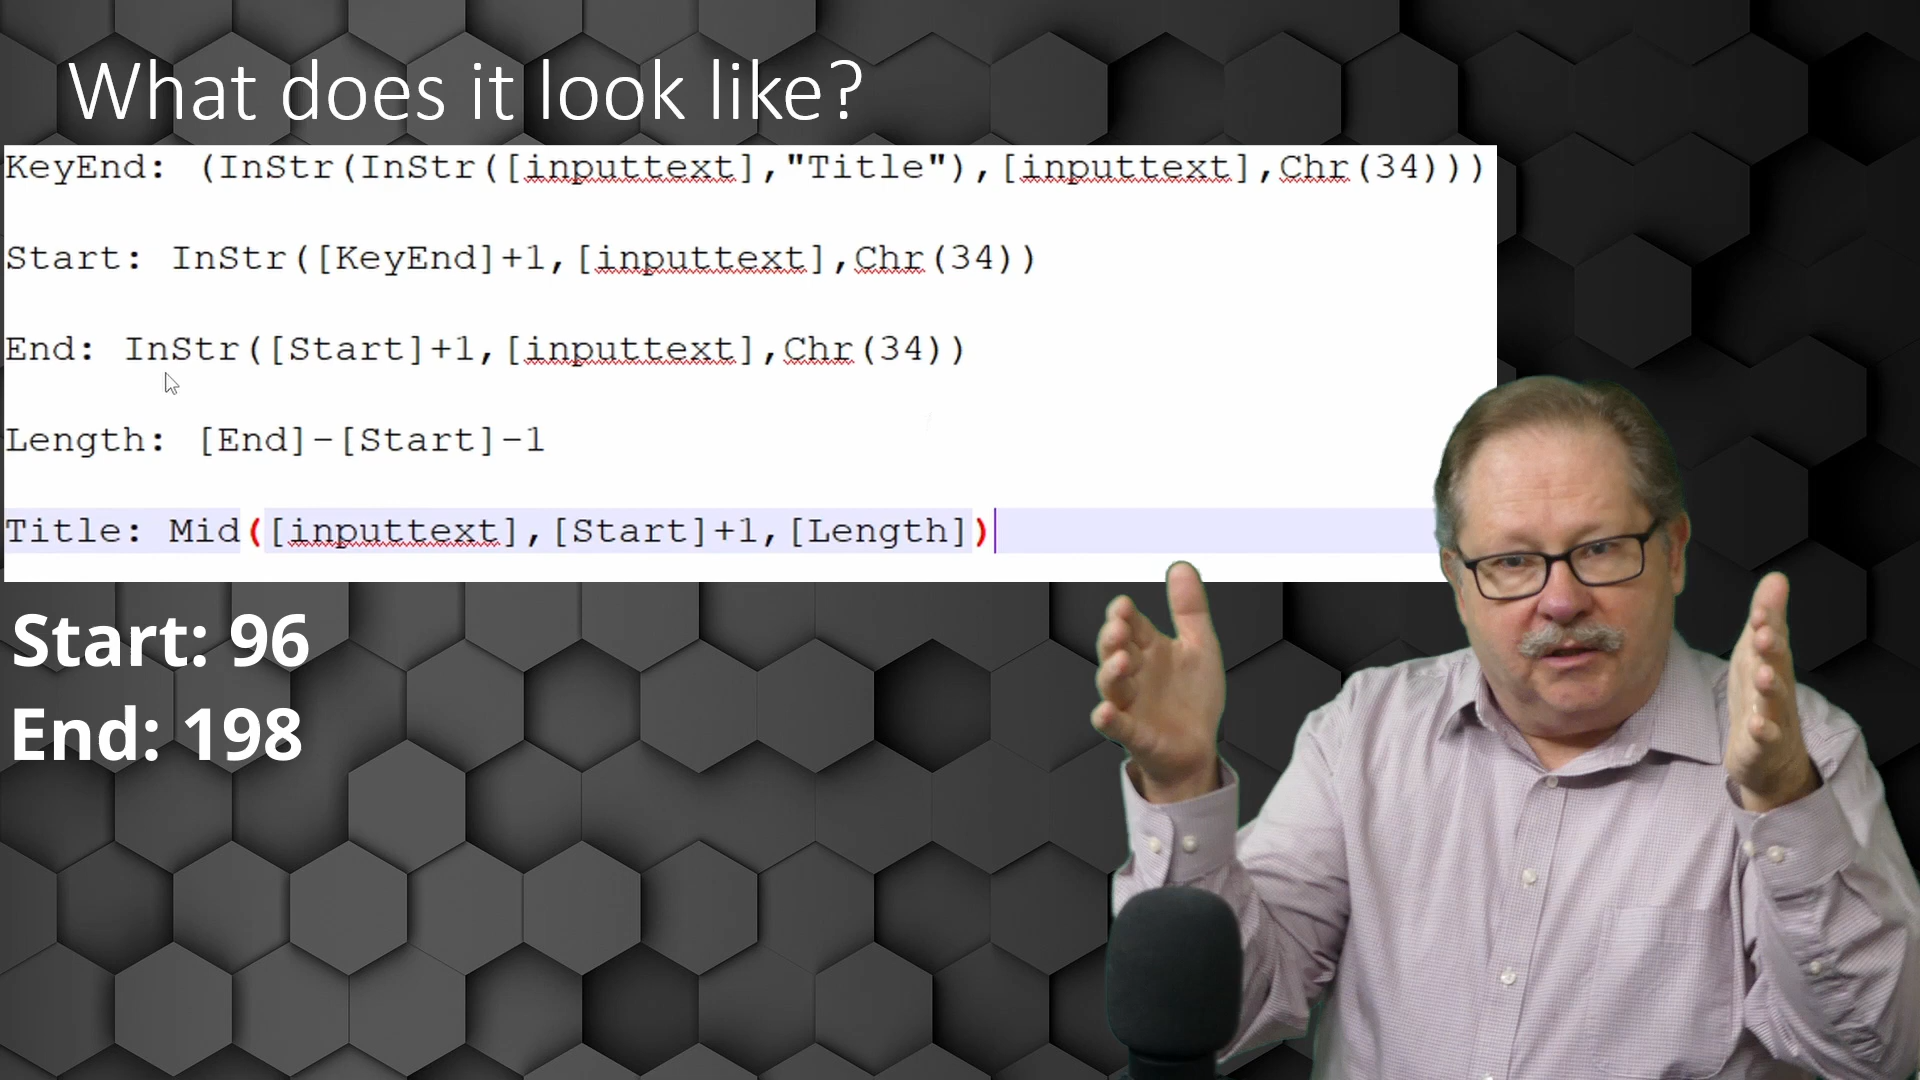 What does it look like?
KeyEnd: (InStr(InStr([inputtext],"Title"),[inputtext],Chr(34)))
Start: InStr([KeyEnd]+1,[inputtext],Chr(34))
End: InStr([Start]+1,[inputtext],Chr(34))
Length: [End]-[Start]-1
Title: Mid([inputtext],[Start]+1,[Length])
Start: 96
End: 198